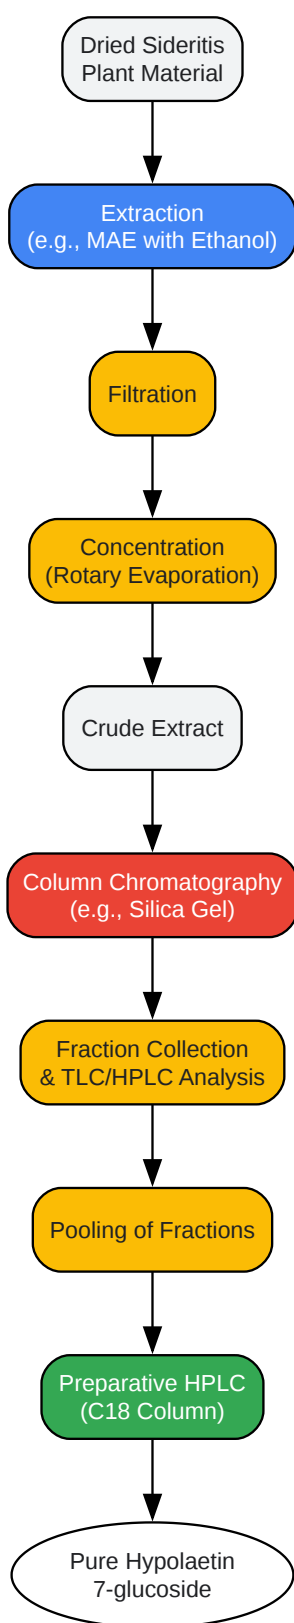 Dried Sideritis
Plant Material
Extraction
(e.g., MAE with Ethanol)
Filtration
Concentration
(Rotary Evaporation)
Crude Extract
Column Chromatography
(e.g., Silica Gel)
Fraction Collection
& TLC/HPLC Analysis
Pooling of Fractions
Preparative HPLC
(C18 Column)
Pure Hypolaetin
7-glucoside